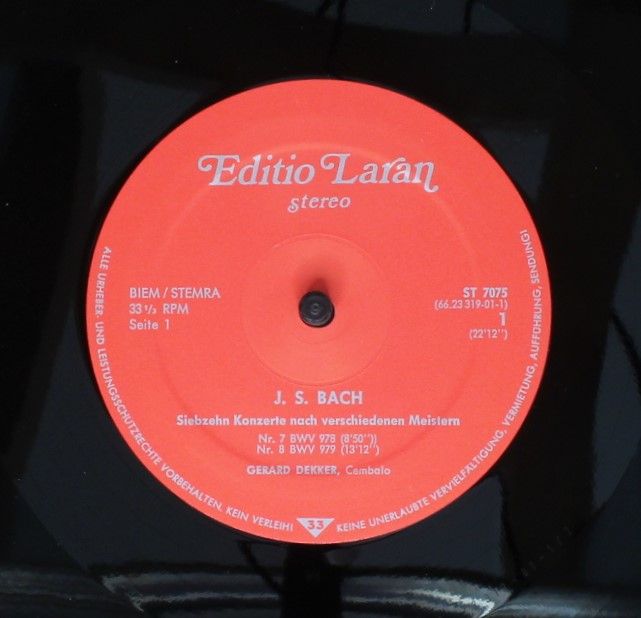 Editio Laran
stereo
BIEM / STEMRA
33 1/3 RPM
Seite 1
ST 7075
(66.23 319-01-1)
1
(22'12'')
J. S. BACH
Siebzehn Konzerte nach verschiedenen Meistern
Nr. 7 BWV 978 (8'50''))
Nr. 8 BWV 979 (13'12'')
GERARD DEKKER, Cembalo
ALLE URHEBER- UND LEISTUNGSSCHUTZRECHTE VORBEHALTEN. KEIN VERLEIH! KEINE UNERLAUBTE VERVIELFÄLTIGUNG, VERMIETUNG, AUFFÜHRUNG, SENDUNG!
33